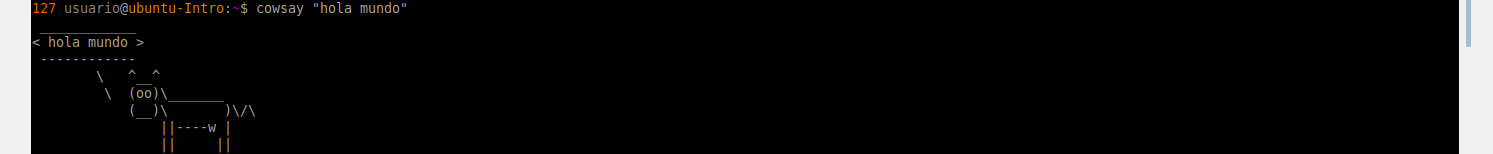 127 usuario@ubuntu-Intro:~$ cowsay "hola mundo"
 ____________
< hola mundo >
 ------------
        \   ^__^
         \  (oo)\_______
            (__)\       )\/\
                ||----w |
                ||     ||